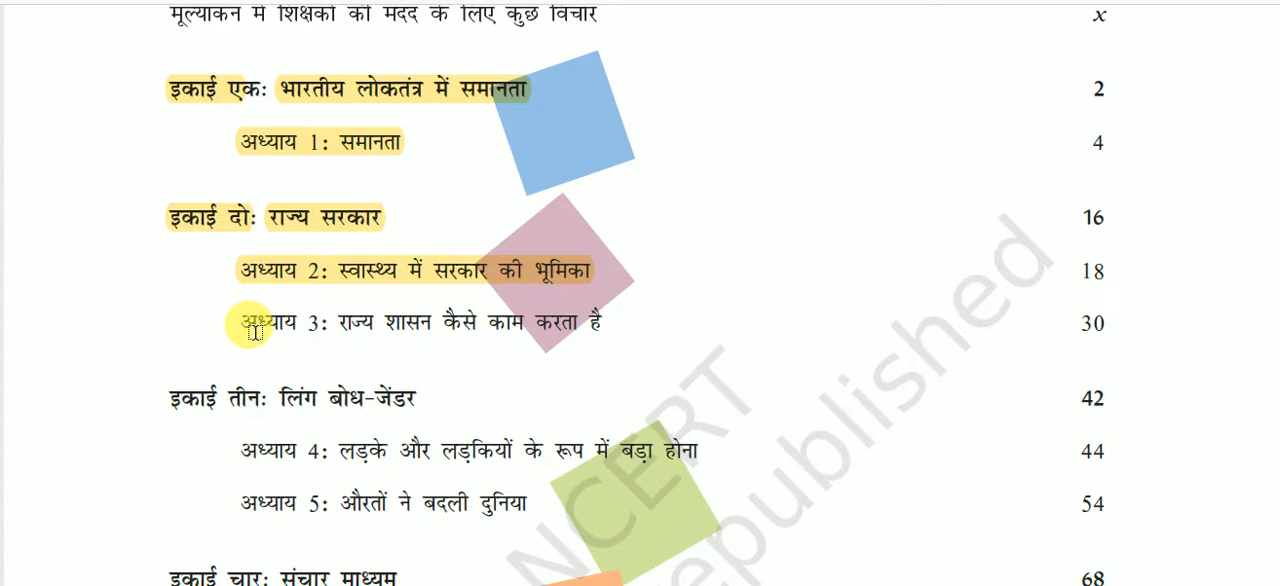 मूल्यांकन में शिक्षकों की मदद के लिए कुछ विचार x
इकाई एक: भारतीय लोकतंत्र में समानता 2
अध्याय 1: समानता 4
इकाई दो: राज्य सरकार 16
अध्याय 2: स्वास्थ्य में सरकार की भूमिका 18
अध्याय 3: राज्य शासन कैसे काम करता है 30
इकाई तीन: लिंग बोध-जेंडर 42
अध्याय 4: लड़के और लड़कियों के रूप में बड़ा होना 44
अध्याय 5: औरतों ने बदली दुनिया 54
इकाई चार: संचार माध्यम 68
NCERT
republished